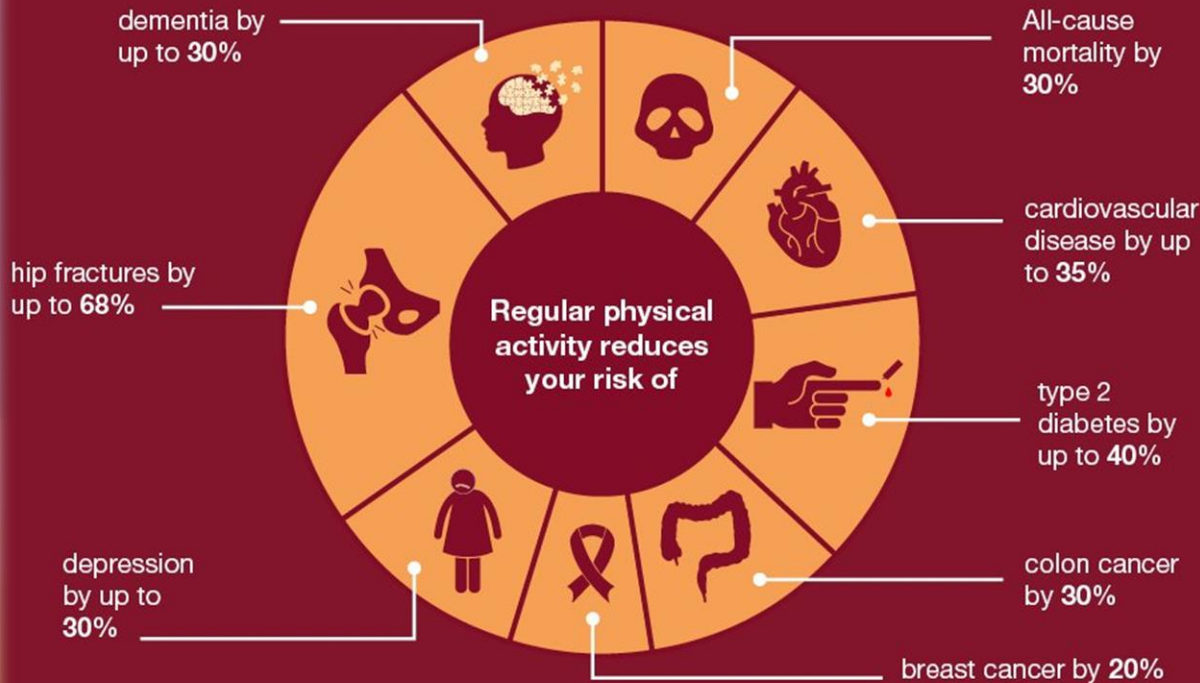 Regular physical
activity reduces
your risk of
All-cause
mortality by
30%
cardiovascular
disease by up
to 35%
type 2
diabetes by
up to 40%
colon cancer
by 30%
breast cancer by 20%
depression
by up to
30%
hip fractures by
up to 68%
dementia by
up to 30%